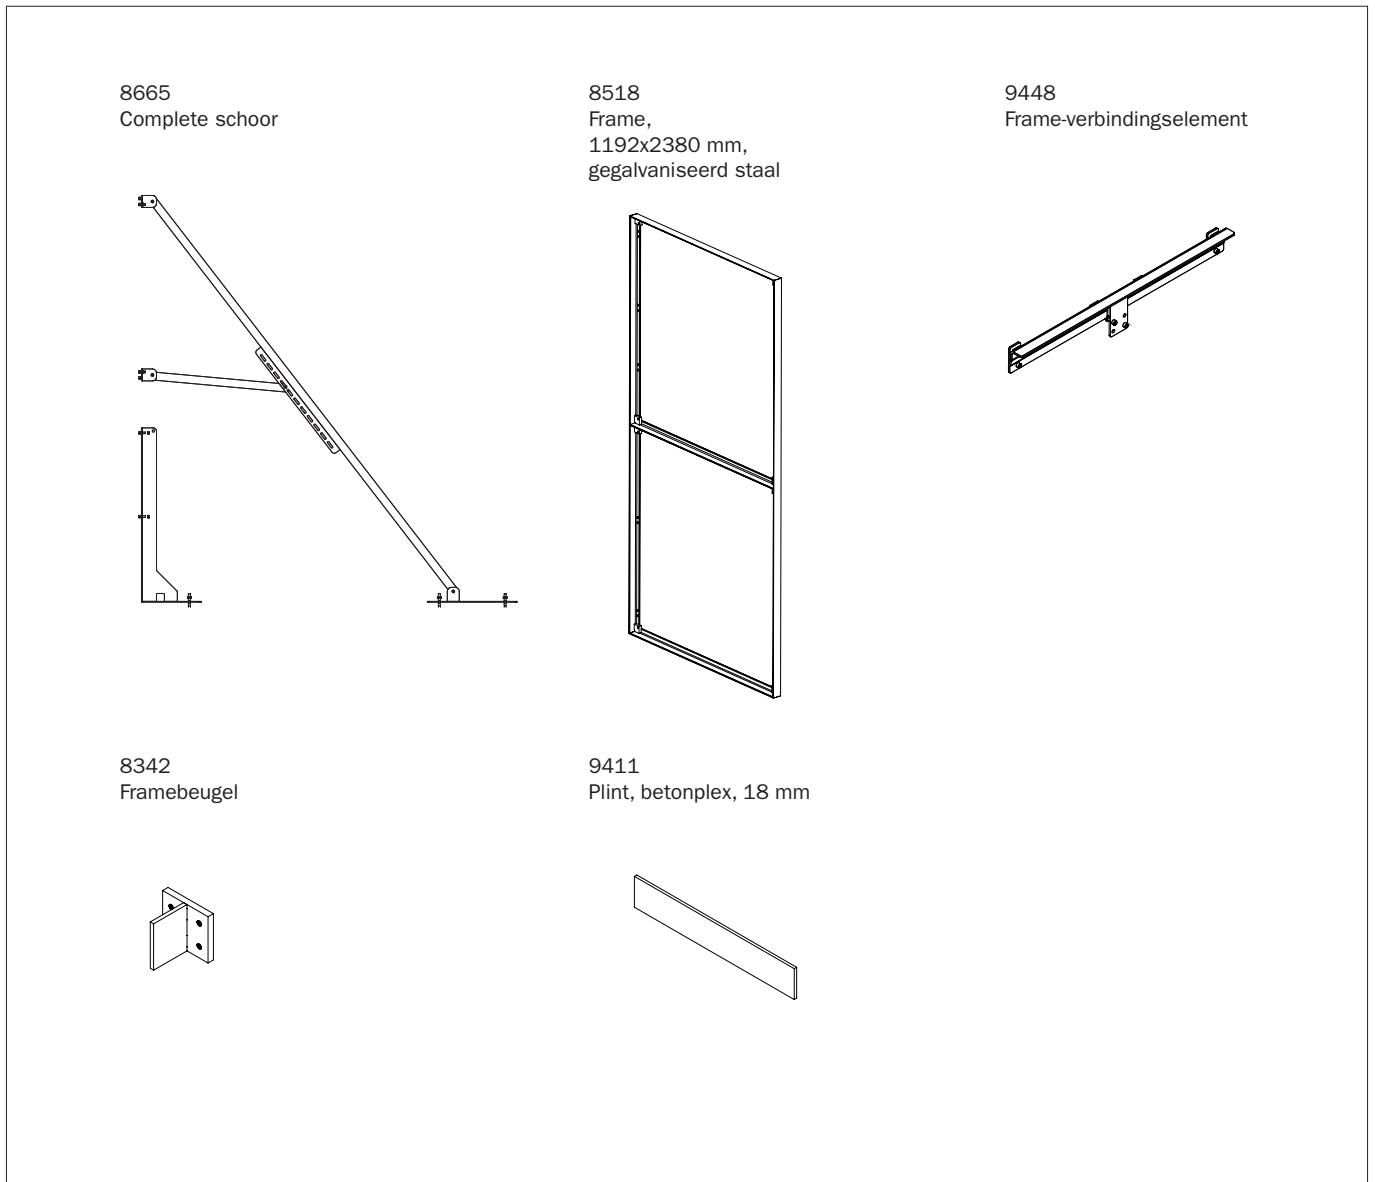 8665
Complete schoor
8518
Frame,
1192x2380 mm,
gegalvaniseerd staal
9448
Frame-verbindingselement
8342
Framebeugel
9411
Plint, betonplex, 18 mm